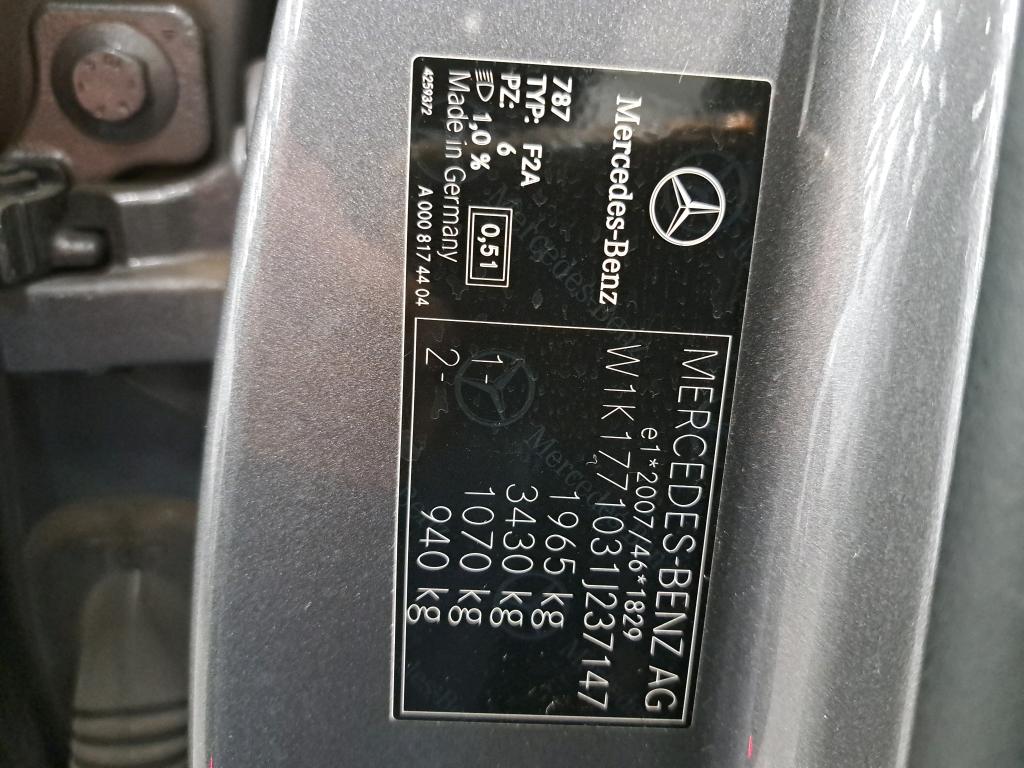 Mercedes-Benz
787
TYP: F2A
PZ: 6
1,0 %
Made in Germany
0,51
4259372
A 000 817 44 04
MERCEDES-BENZ AG
e1*2007/46*1829
W1K1771031J237147
1965 kg
3430 kg
1- 1070 kg
2- 940 kg